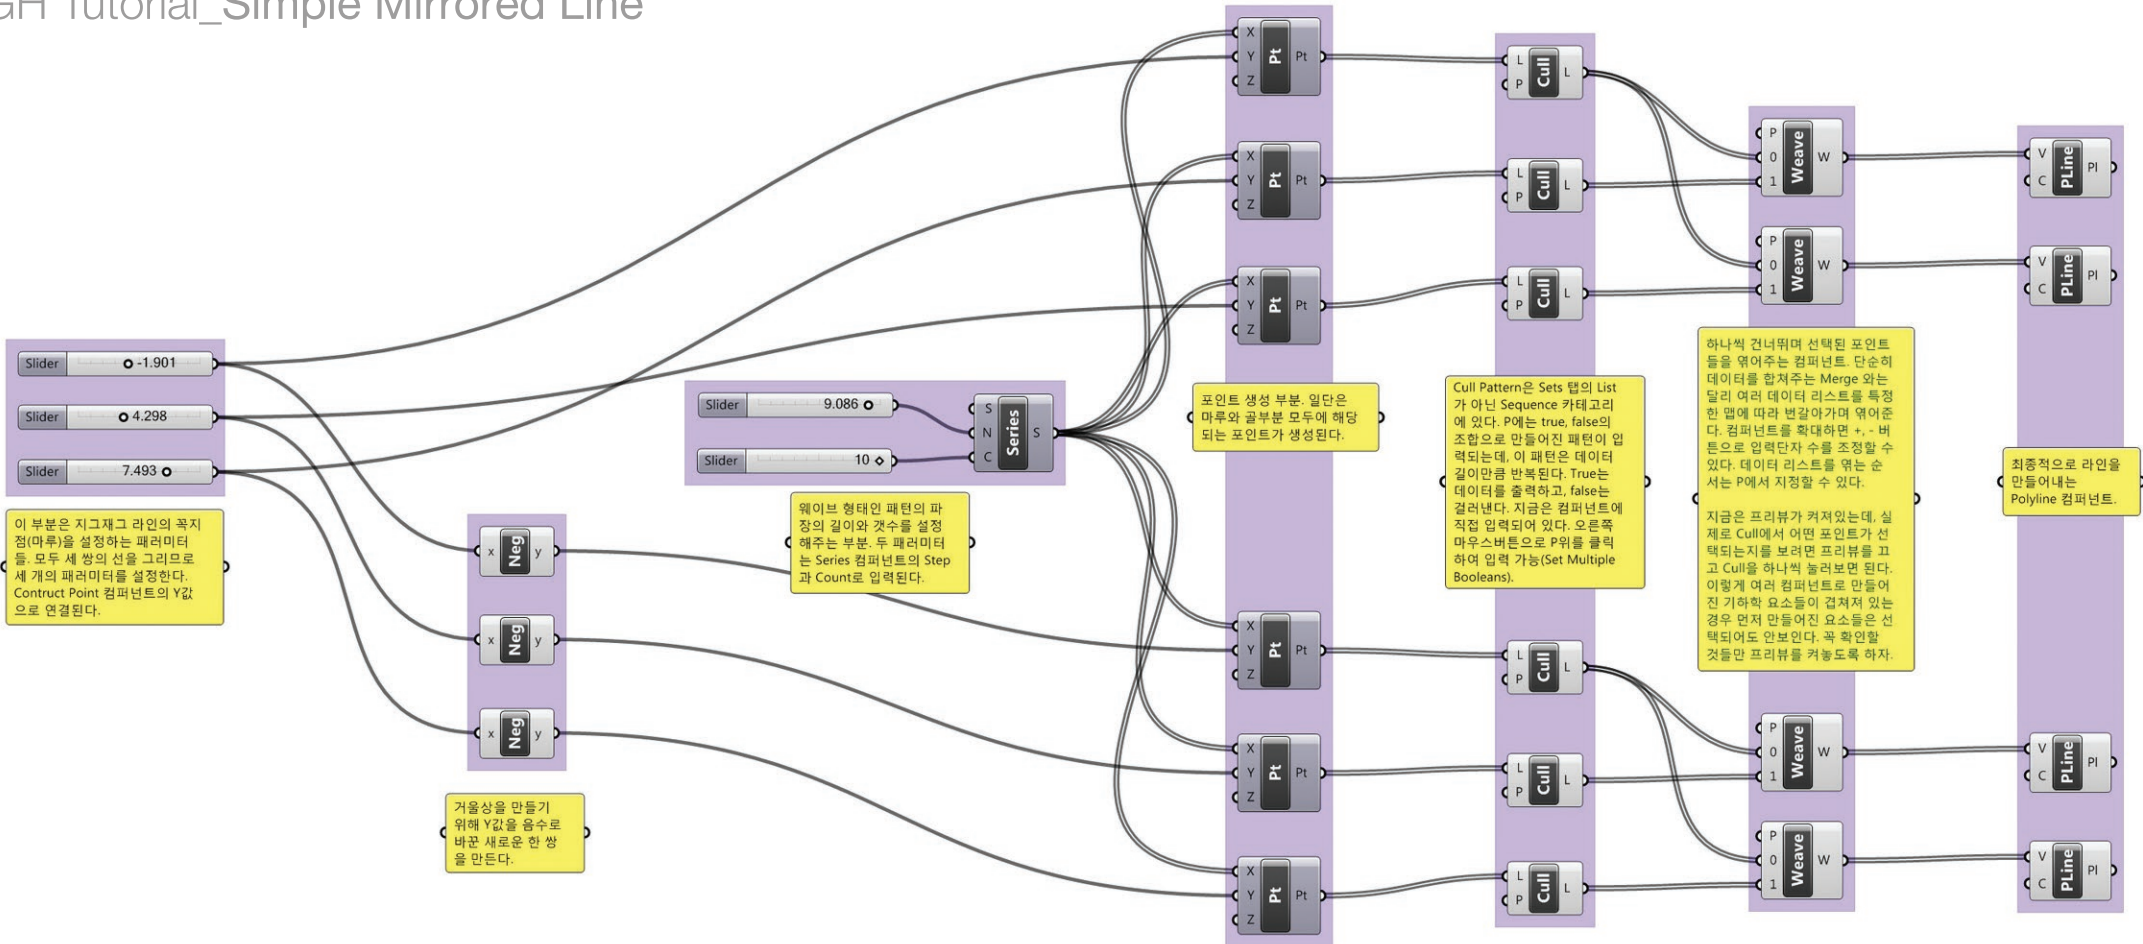 GH Tutorial_Simple Mirrored Line
Slider -1.901
Slider 4.298
Slider 7.493
이 부분은 지그재그 라인의 꼭지
점(마루)을 설정하는 패러미터
들. 모두 세 쌍의 선을 그리므로
세 개의 패러미터를 설정한다.
Contruct Point 컴퍼넌트의 Y값
으로 연결된다.
x Neg y
x Neg y
x Neg y
거울상을 만들기
위해 Y값을 음수로
바꾼 새로운 한 쌍
을 만든다.
Slider 9.086
Slider 10
S
N
C
Series
S
웨이브 형태인 패턴의 파
장의 길이와 갯수를 설정
해주는 부분. 두 패러미터
는 Series 컴퍼넌트의 Step
과 Count로 입력된다.
X
Y
Z
Pt
Pt
X
Y
Z
Pt
Pt
X
Y
Z
Pt
Pt
포인트 생성 부분. 일단은
마루와 골부분 모두에 해당
되는 포인트가 생성된다.
X
Y
Z
Pt
Pt
X
Y
Z
Pt
Pt
X
Y
Z
Pt
Pt
L
P
Cull
L
L
P
Cull
L
L
P
Cull
L
Cull Pattern은 Sets 탭의 List
가 아닌 Sequence 카테고리
에 있다. P에는 true, false의
조합으로 만들어진 패턴이 입
력되는데, 이 패턴은 데이터
길이만큼 반복된다. True는
데이터를 출력하고, false는
걸러낸다. 지금은 컴퍼넌트에
직접 입력되어 있다. 오른쪽
마우스버튼으로 P위를 클릭
하여 입력 가능(Set Multiple
Booleans).
L
P
Cull
L
L
P
Cull
L
L
P
Cull
L
P
0
1
Weave
W
P
0
1
Weave
W
하나씩 건너뛰며 선택된 포인트
들을 엮어주는 컴퍼넌트. 단순히
데이터를 합쳐주는 Merge 와는
달리 여러 데이터 리스트를 특정
한 맵에 따라 번갈아가며 엮어준
다. 컴퍼넌트를 확대하면 +, - 버
튼으로 입력단자 수를 조정할 수
있다. 데이터 리스트를 엮는 순
서는 P에서 지정할 수 있다.
지금은 프리뷰가 켜져있는데, 실
제로 Cull에서 어떤 포인트가 선
택되는지를 보려면 프리뷰를 끄
고 Cull을 하나씩 눌러보면 된다.
이렇게 여러 컴퍼넌트로 만들어
진 기하학 요소들이 겹쳐져 있는
경우 먼저 만들어진 요소들은 선
택되어도 안보인다. 꼭 확인할
것들만 프리뷰를 켜놓도록 하자.
P
0
1
Weave
W
P
0
1
Weave
W
V
C
PLine
Pl
V
C
PLine
Pl
최종적으로 라인을
만들어내는
Polyline 컴퍼넌트.
V
C
PLine
Pl
V
C
PLine
Pl